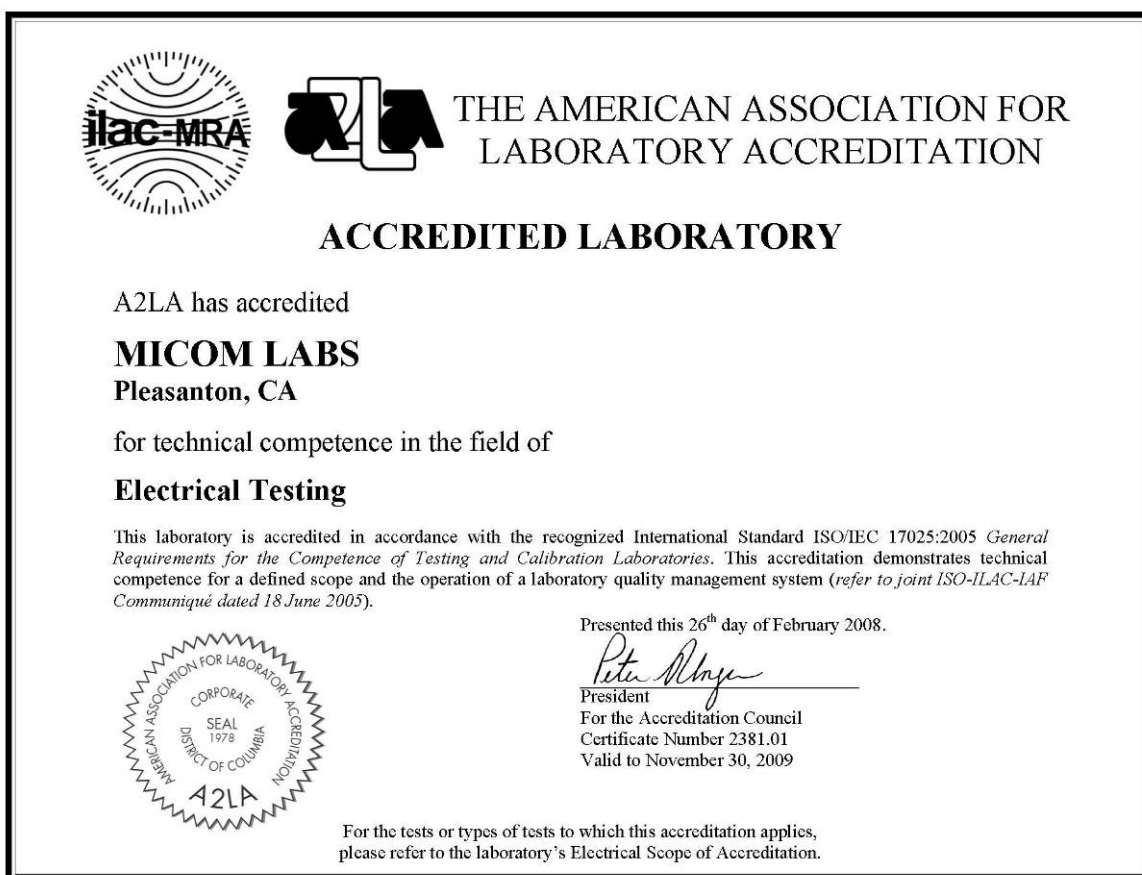 ilac-MRA
a2La
THE AMERICAN ASSOCIATION FOR
LABORATORY ACCREDITATION
ACCREDITED LABORATORY
A2LA has accredited
MICOM LABS
Pleasanton, CA
for technical competence in the field of
Electrical Testing
This laboratory is accredited in accordance with the recognized International Standard ISO/IEC 17025:2005 General
Requirements for the Competence of Testing and Calibration Laboratories. This accreditation demonstrates technical
competence for a defined scope and the operation of a laboratory quality management system (refer to joint ISO-ILAC-IAF
Communiqué dated 18 June 2005).
Presented this 26th day of February 2008.
President
For the Accreditation Council
Certificate Number 2381.01
Valid to November 30, 2009
AMERICAN ASSOCIATION FOR LABORATORY ACCREDITATION
CORPORATE
SEAL
1978
DISTRICT OF COLUMBIA
A2LA
For the tests or types of tests to which this accreditation applies,
please refer to the laboratory's Electrical Scope of Accreditation.